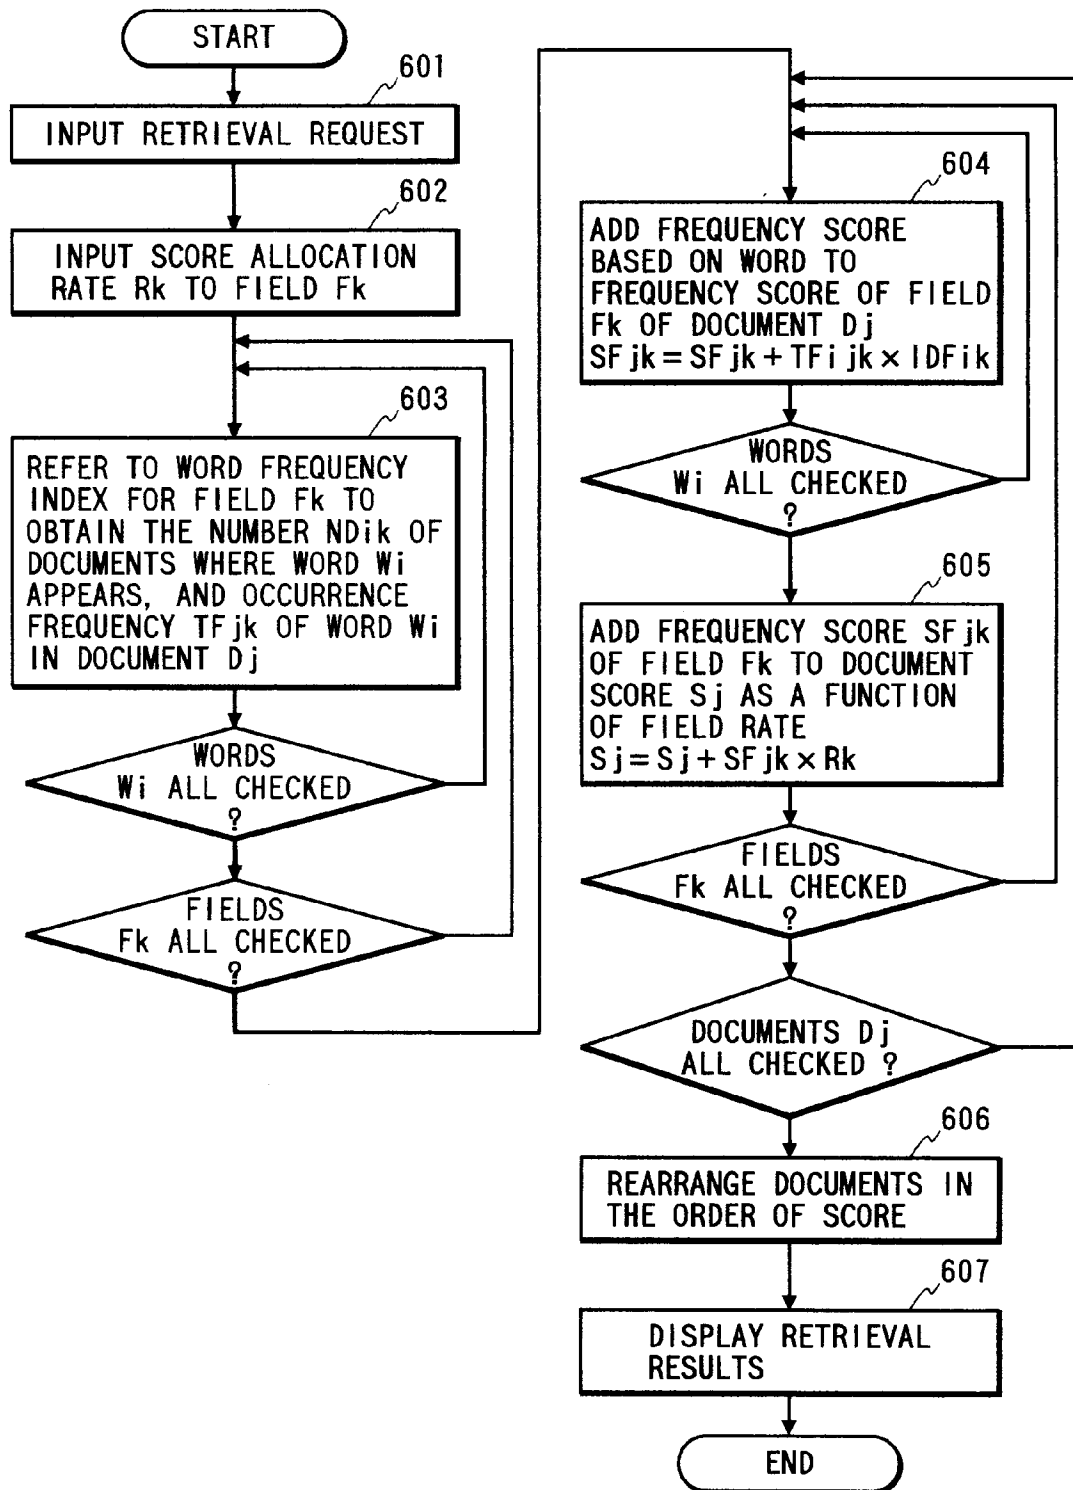 START
601
INPUT RETRIEVAL REQUEST
602
INPUT SCORE ALLOCATION
RATE Rk TO FIELD Fk
603
REFER TO WORD FREQUENCY
INDEX FOR FIELD Fk TO
OBTAIN THE NUMBER NDik OF
DOCUMENTS WHERE WORD Wi
APPEARS, AND OCCURRENCE
FREQUENCY TFjk OF WORD Wi
IN DOCUMENT Dj
WORDS
Wi ALL CHECKED
?
FIELDS
Fk ALL CHECKED
?
604
ADD FREQUENCY SCORE
BASED ON WORD TO
FREQUENCY SCORE OF FIELD
Fk OF DOCUMENT Dj
SFjk = SFjk + TFijk × IDFik
WORDS
Wi ALL CHECKED
?
605
ADD FREQUENCY SCORE SFjk
OF FIELD Fk TO DOCUMENT
SCORE Sj AS A FUNCTION
OF FIELD RATE
Sj = Sj + SFjk × Rk
FIELDS
Fk ALL CHECKED
?
DOCUMENTS Dj
ALL CHECKED ?
606
REARRANGE DOCUMENTS IN
THE ORDER OF SCORE
607
DISPLAY RETRIEVAL
RESULTS
END